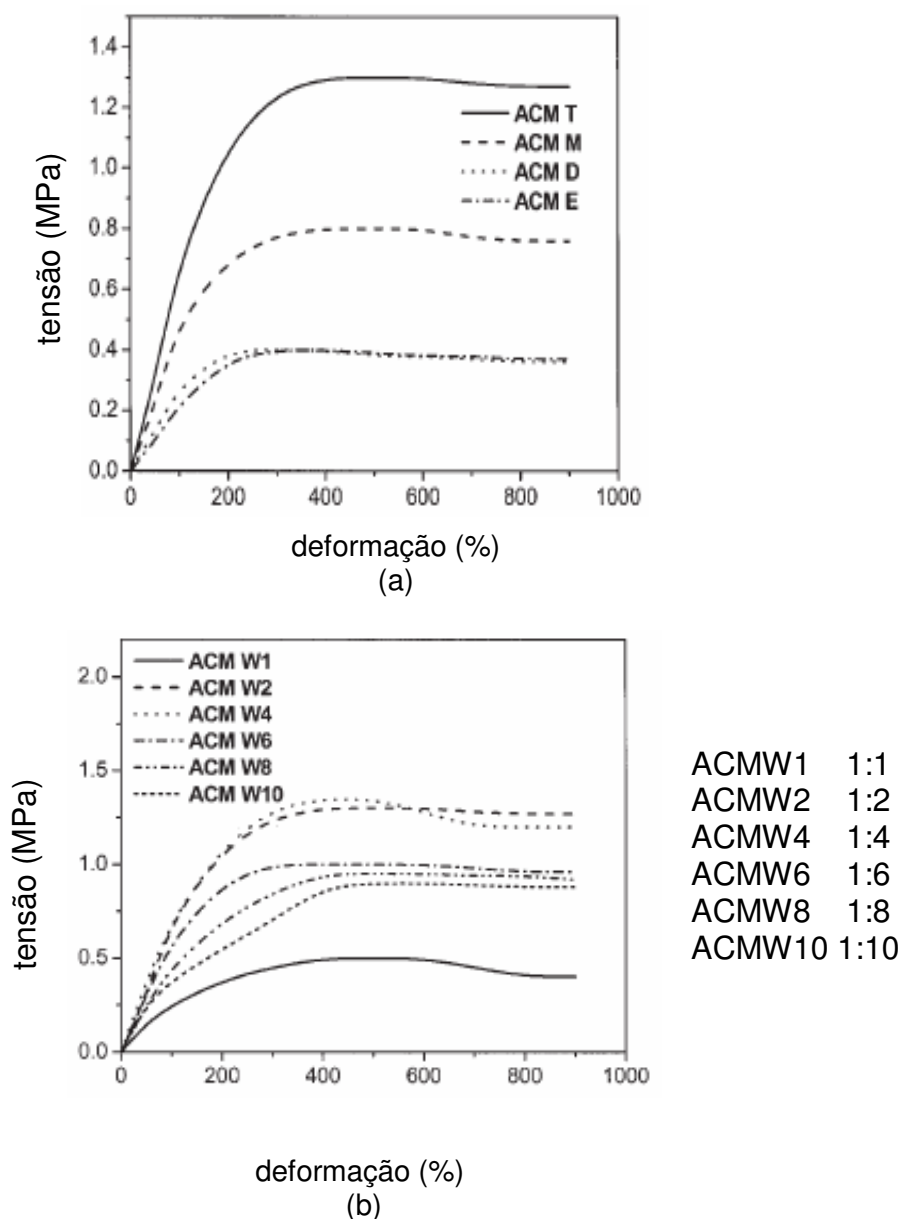 1.4
1.2
1.0
0.8
0.6
0.4
0.2
0.0
tensão (MPa)
ACM T
ACM M
ACM D
ACM E
0 200 400 600 800 1000
deformação (%)
(a)
2.0
1.5
1.0
0.5
0.0
tensão (MPa)
ACM W1
ACM W2
ACM W4
ACM W6
ACM W8
ACM W10
0 200 400 600 800 1000
ACMW1 1:1
ACMW2 1:2
ACMW4 1:4
ACMW6 1:6
ACMW8 1:8
ACMW10 1:10
deformação (%)
(b)